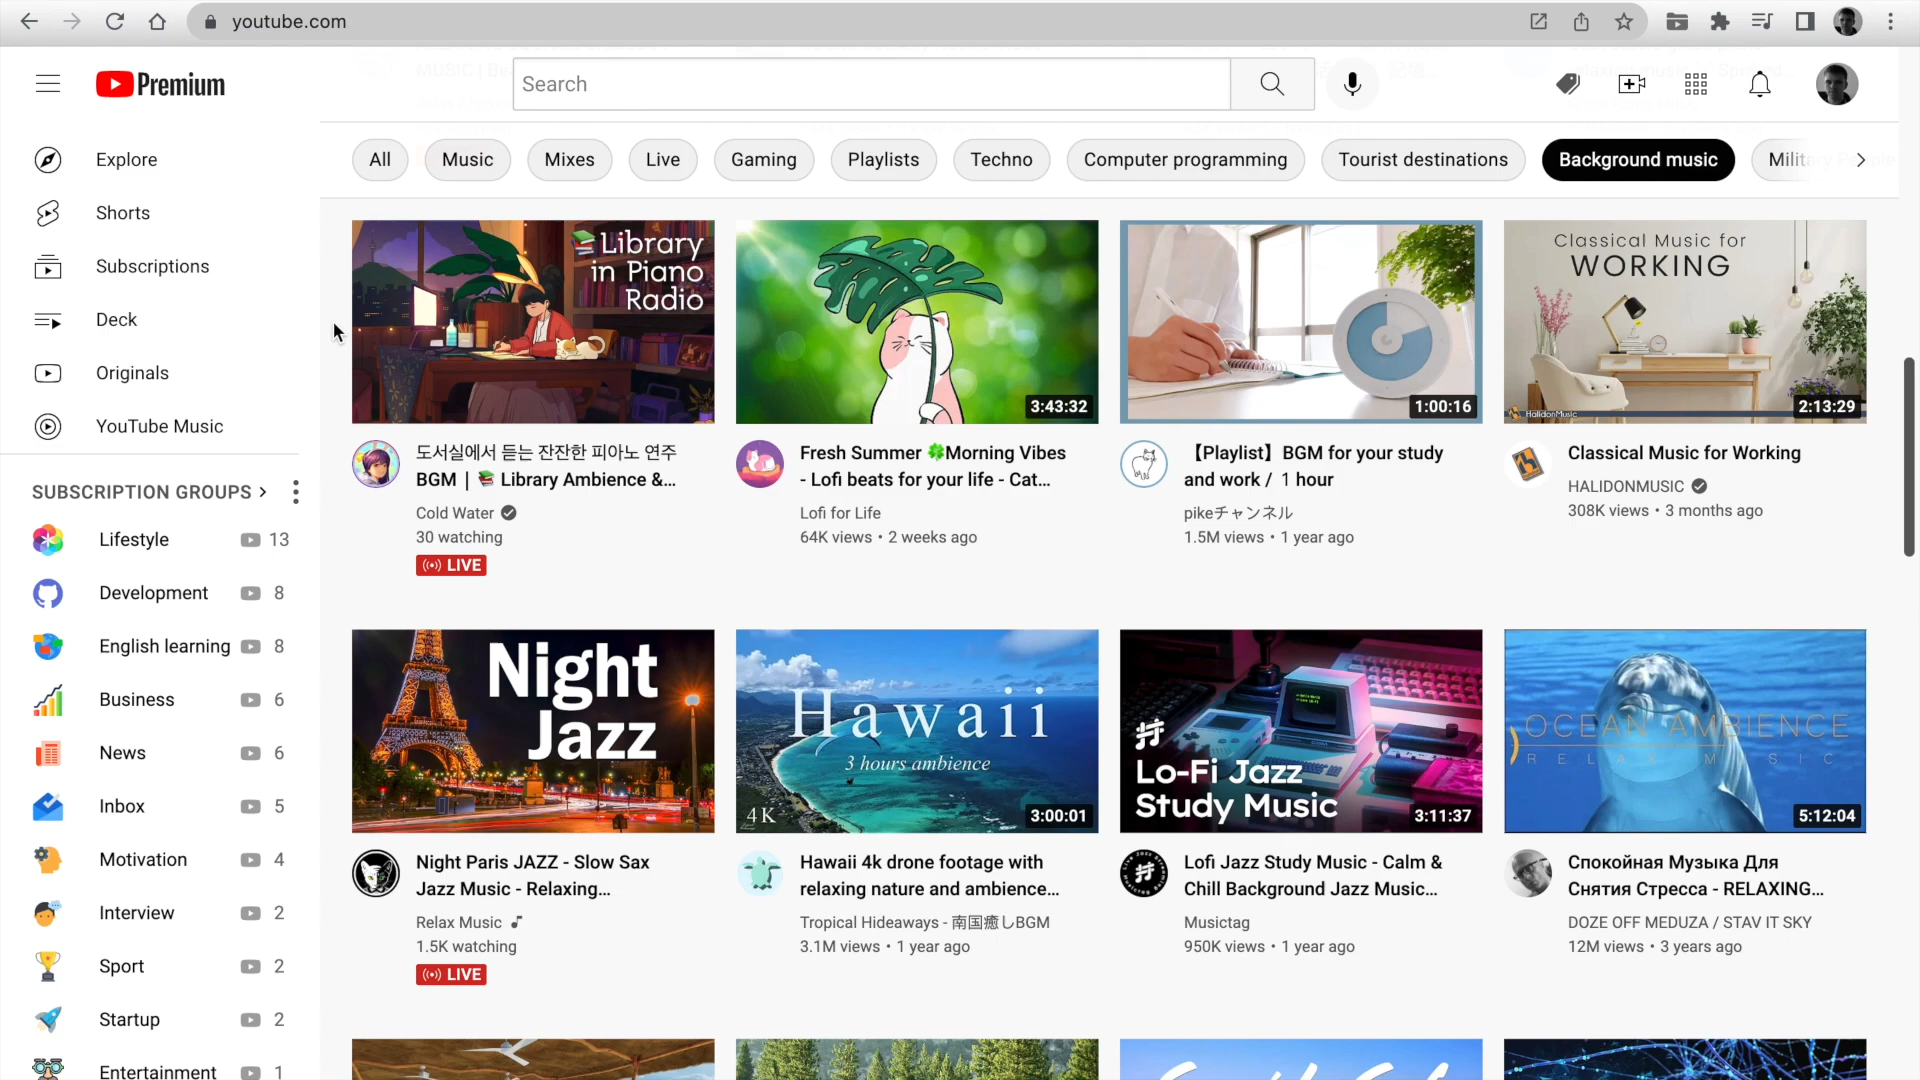 youtube.com
Premium
Search
Explore
Shorts
Subscriptions
Deck
Originals
YouTube Music
SUBSCRIPTION GROUPS
Lifestyle 13
Development 8
English learning 8
Business 6
News 6
Inbox 5
Motivation 4
Interview 2
Sport 2
Startup 2
Entertainment 1
All Music Mixes Live Gaming Playlists Techno Computer programming Tourist destinations Background music
Library
in Piano
Radio
도서실에서 듣는 잔잔한 피아노 연주
BGM | 📚 Library Ambience &...
Cold Water
30 watching
LIVE
3:43:32
Fresh Summer 🍀Morning Vibes
- Lofi beats for your life - Cat...
Lofi for Life
64K views • 2 weeks ago
1:00:16
【Playlist】BGM for your study
and work / 1 hour
pikeチャンネル
1.5M views • 1 year ago
Classical Music for
WORKING
HALIDONMUSIC
2:13:29
Classical Music for Working
HALIDONMUSIC
308K views • 3 months ago
Night
Jazz
Night Paris JAZZ - Slow Sax
Jazz Music - Relaxing...
Relax Music
1.5K watching
LIVE
Hawaii
3 hours ambience
4K
3:00:01
Hawaii 4k drone footage with
relaxing nature and ambience...
Tropical Hideaways - 南国癒しBGM
3.1M views • 1 year ago
Lo-Fi Jazz
Study Music
3:11:37
Lofi Jazz Study Music - Calm &
Chill Background Jazz Music...
Musictag
950K views • 1 year ago
OCEAN AMBIENCE
RELAX MUSIC
5:12:04
Спокойная Музыка Для
Снятия Стресса - RELAXING...
DOZE OFF MEDUZA / STAV IT SKY
12M views • 3 years ago